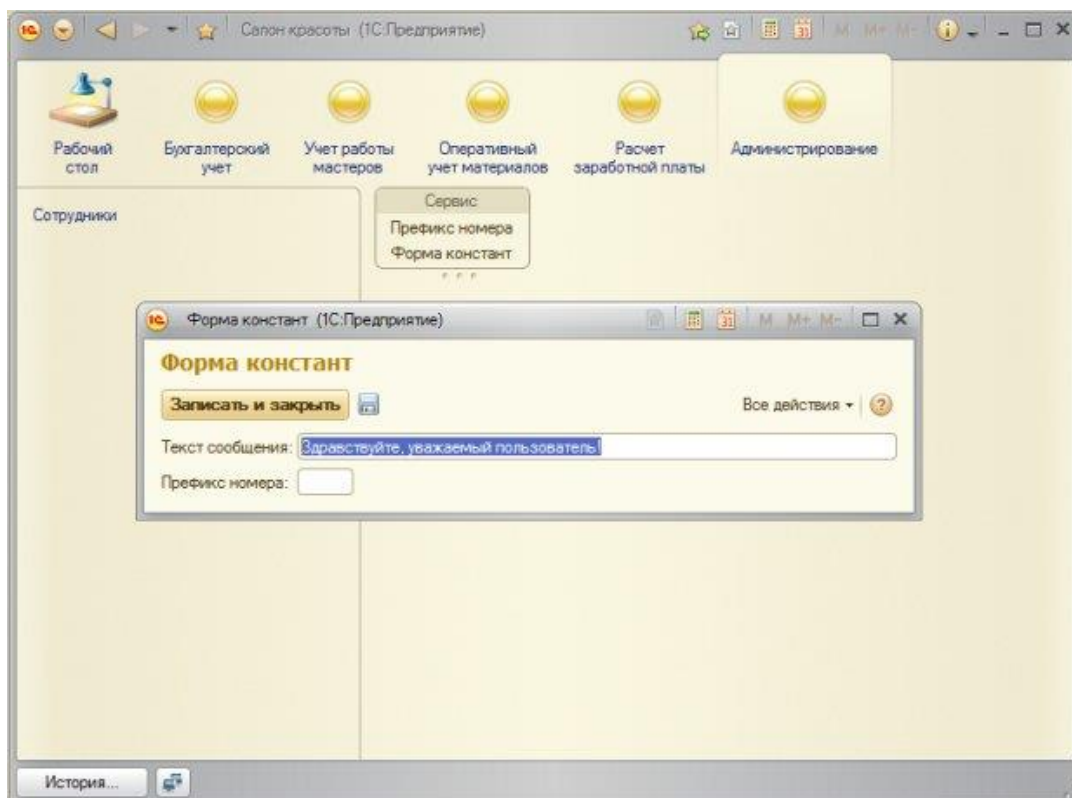 Салон красоты (1С:Предприятие)
31 M M+ M-
Рабочий
стол
Бухгалтерский
учет
Учет работы
мастеров
Оперативный
учет материалов
Расчет
заработной платы
Администрирование
Сотрудники
Сервис
Префикс номера
Форма констант
Форма констант (1С:Предприятие)
31 M M+ M-
Форма констант
Записать и закрыть
Все действия
Текст сообщения: Здравствуйте, уважаемый пользователь!
Префикс номера:
История...